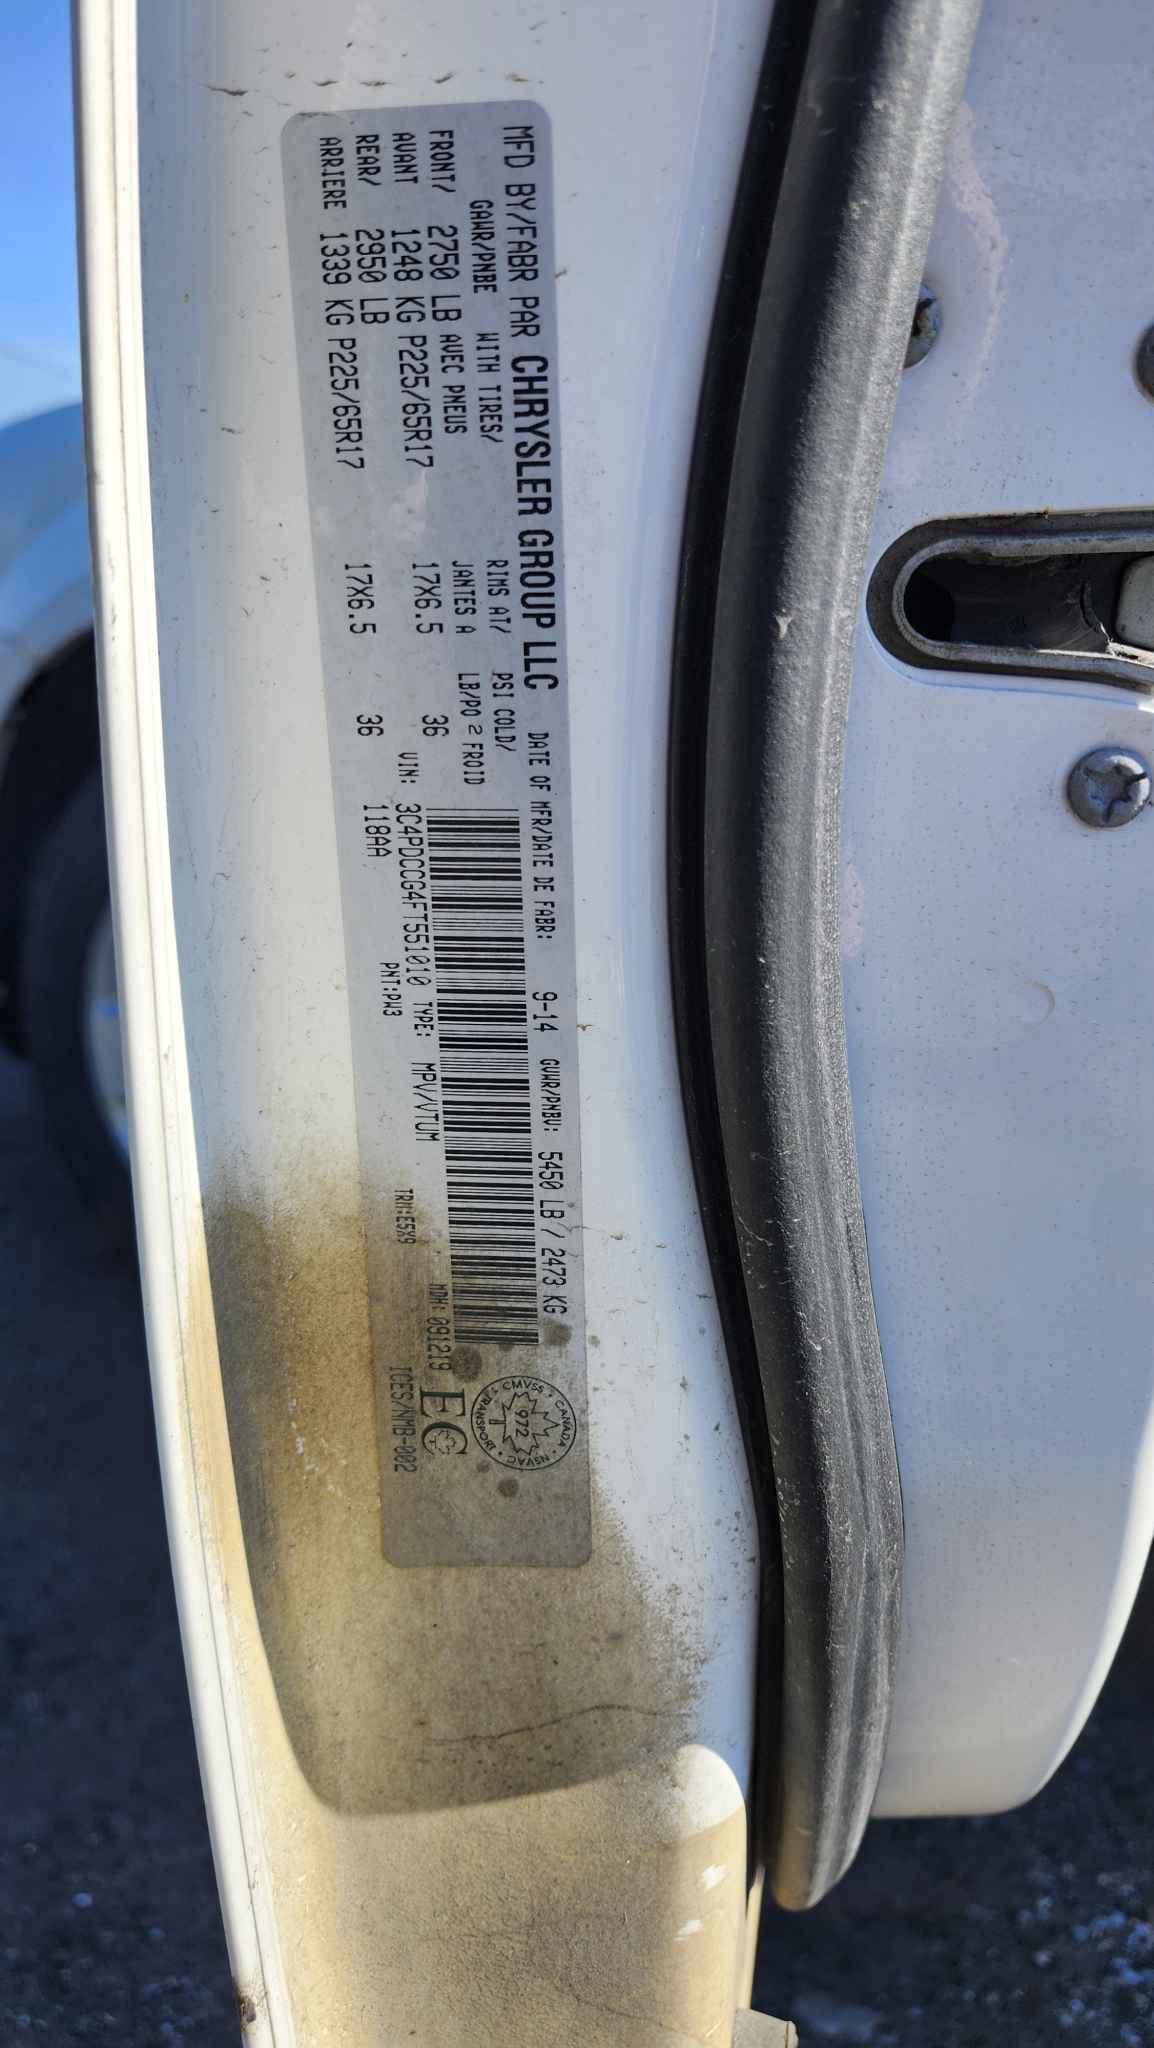 MFD BY/FABR PAR CHRYSLER GROUP LLC DATE OF MFR/DATE DE FABR: 9-14 GVWR/PNBV: 5450 LB / 2473 KG
GAWR/PNBE WITH TIRES/ RIMS AT/ PSI COLD/
FRONT/ 2750 LB AVEC PNEUS JANTES A LB/PO 2 FROID
AVANT 1248 KG P225/65R17 17X6.5 36
REAR/ 2950 LB VIN: 3C4PDCCG4FT551010 TYPE: MPV/VTUM MDH: 091219
ARRIERE 1339 KG P225/65R17 17X6.5 36 118AA PNT:PW3 TRM:E5X9 ICES/NMB-002
CANADA · NSVAC · TRANSPORT · CMVSS ·
972
EC